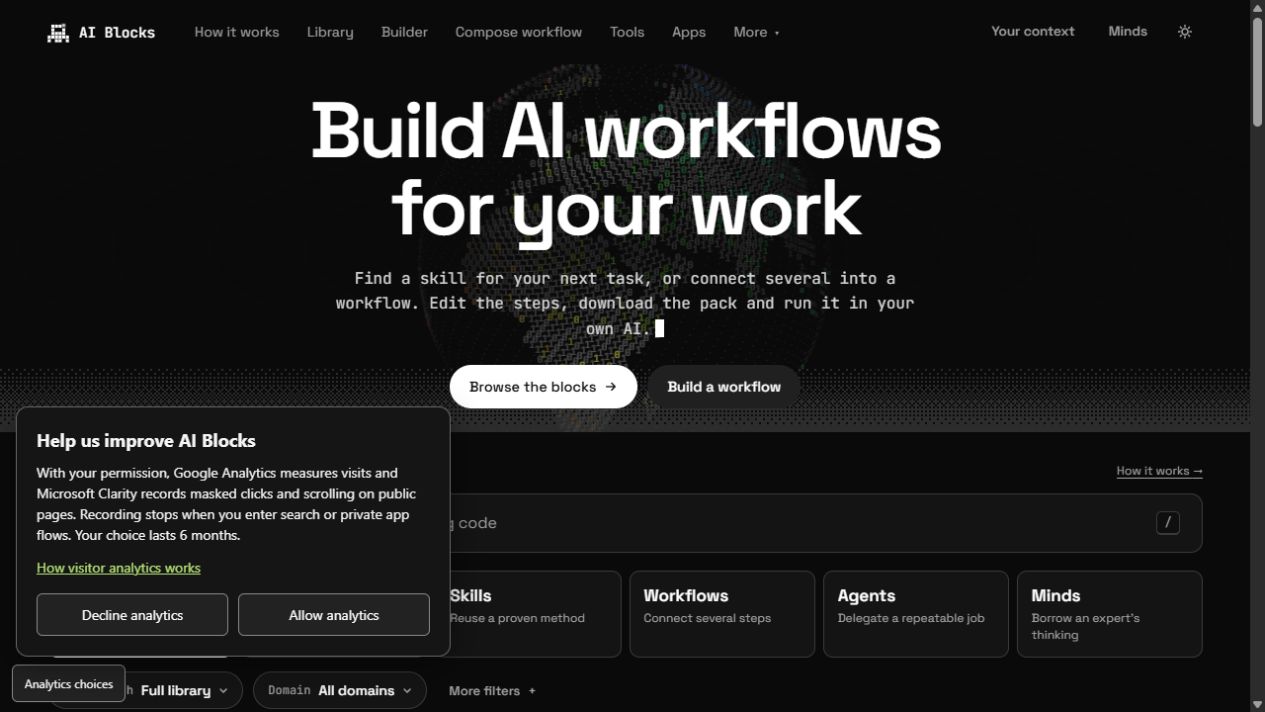 AI Blocks
How it works
Library
Builder
Compose workflow
Tools
Apps
More
Your context
Minds
Build AI workflows
for your work
Find a skill for your next task, or connect several into a
workflow. Edit the steps, download the pack and run it in your
own AI.
Browse the blocks →
Build a workflow
Help us improve AI Blocks
With your permission, Google Analytics measures visits and
Microsoft Clarity records masked clicks and scrolling on public
pages. Recording stops when you enter search or private app
flows. Your choice lasts 6 months.
How visitor analytics works
Decline analytics
Allow analytics
Analytics choices
How it works →
code
/
Skills
Reuse a proven method
Workflows
Connect several steps
Agents
Delegate a repeatable job
Minds
Borrow an expert's
thinking
Full library
Domain All domains
More filters +